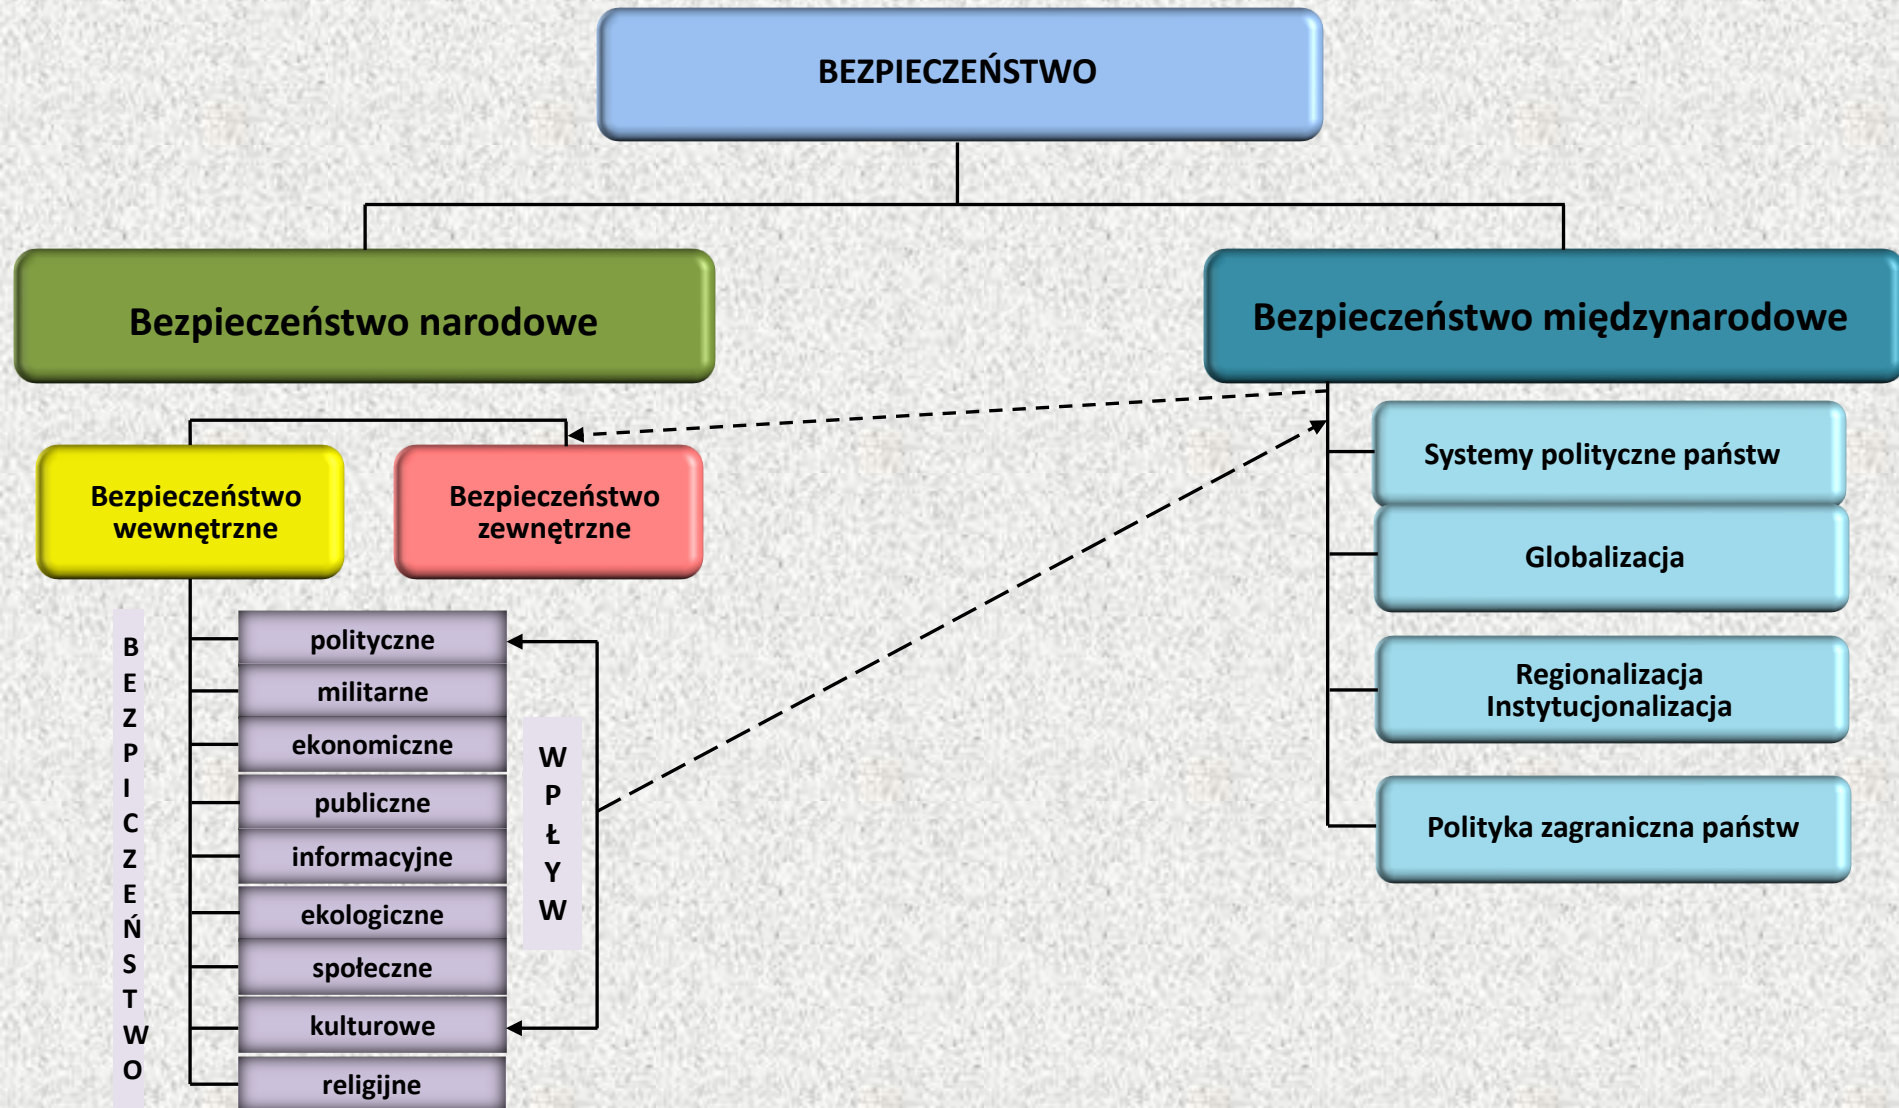 BEZPIECZEŃSTWO
Bezpieczeństwo narodowe
Bezpieczeństwo międzynarodowe
Bezpieczeństwo
wewnętrzne
Bezpieczeństwo
zewnętrzne
Systemy polityczne państw
Globalizacja
Regionalizacja
Instytucjonalizacja
Polityka zagraniczna państw
B
E
Z
P
I
C
Z
E
Ń
S
T
W
O
polityczne
militarne
ekonomiczne
publiczne
informacyjne
ekologiczne
społeczne
kulturowe
religijne
W
P
Ł
Y
W